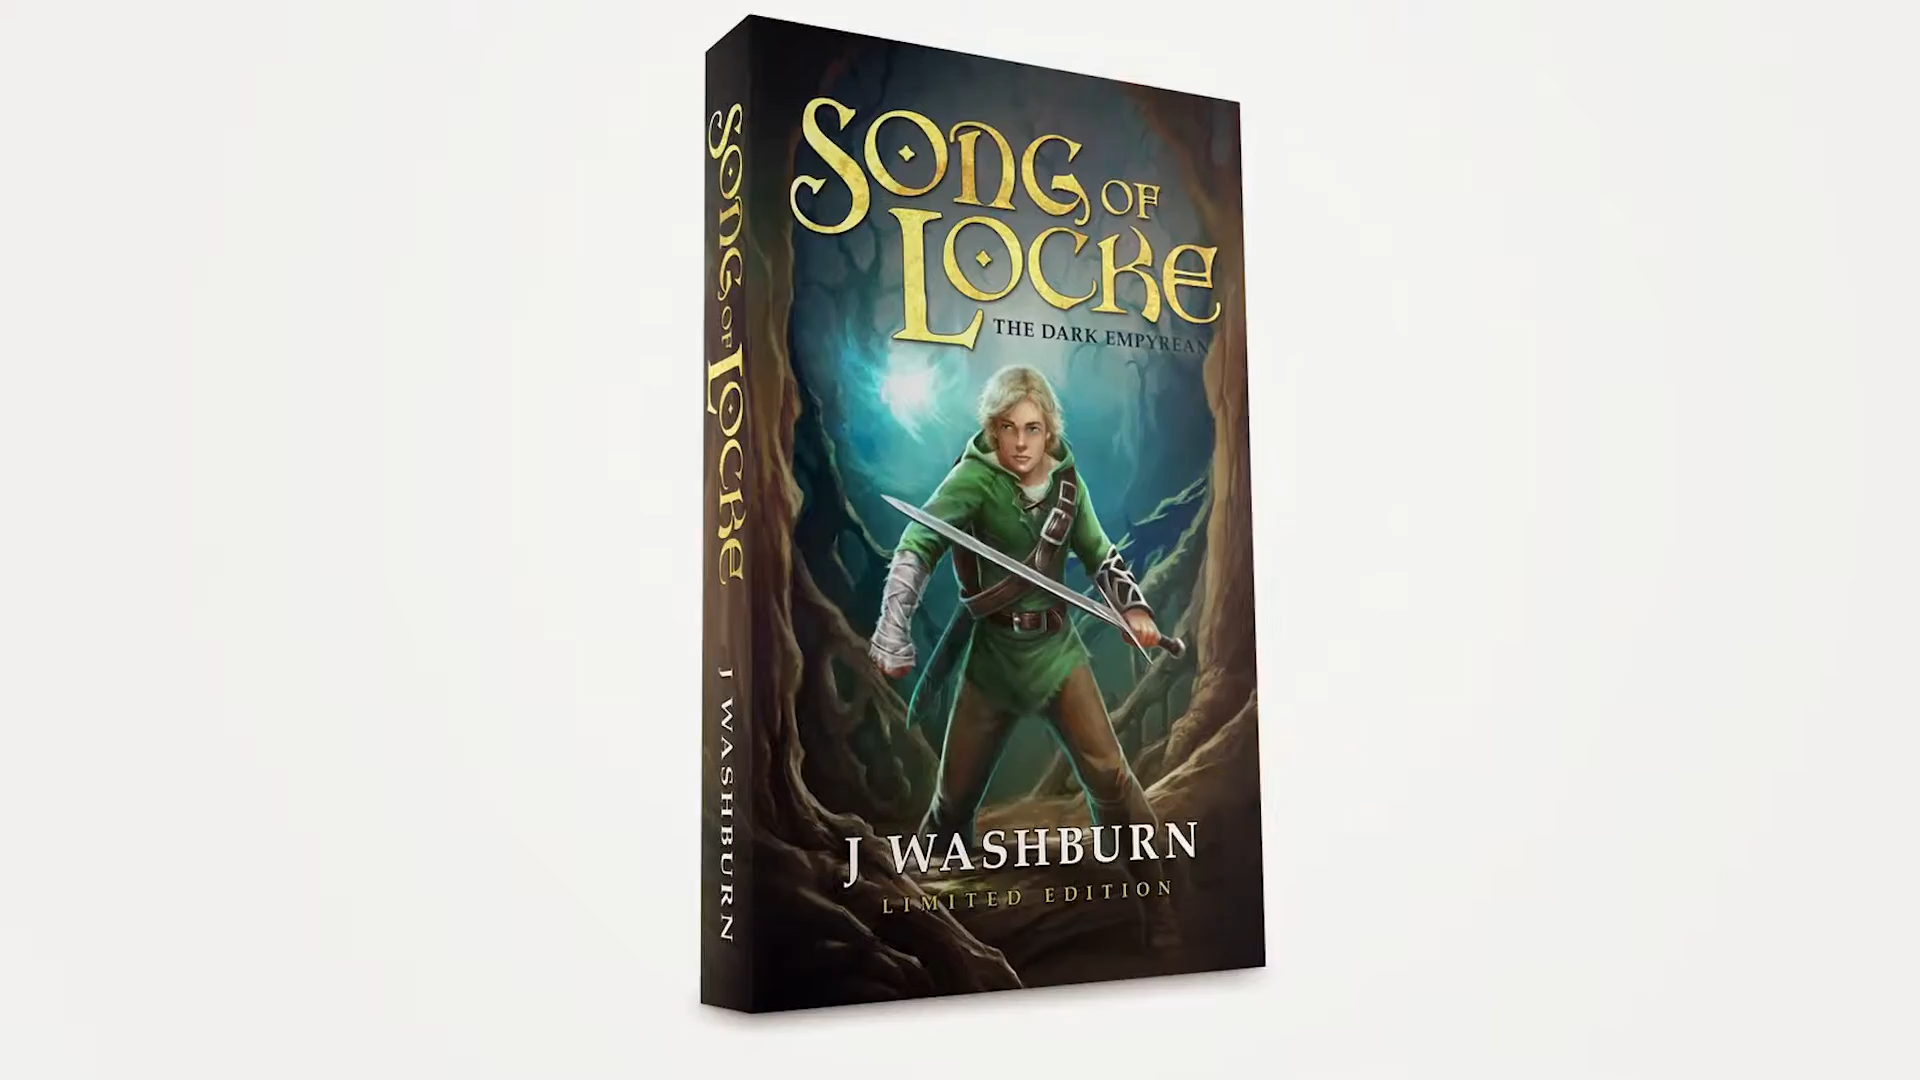 SONG OF LOCKE
J WASHBURN
SONG OF
LOCKE
THE DARK EMPYREAN
J WASHBURN
LIMITED EDITION